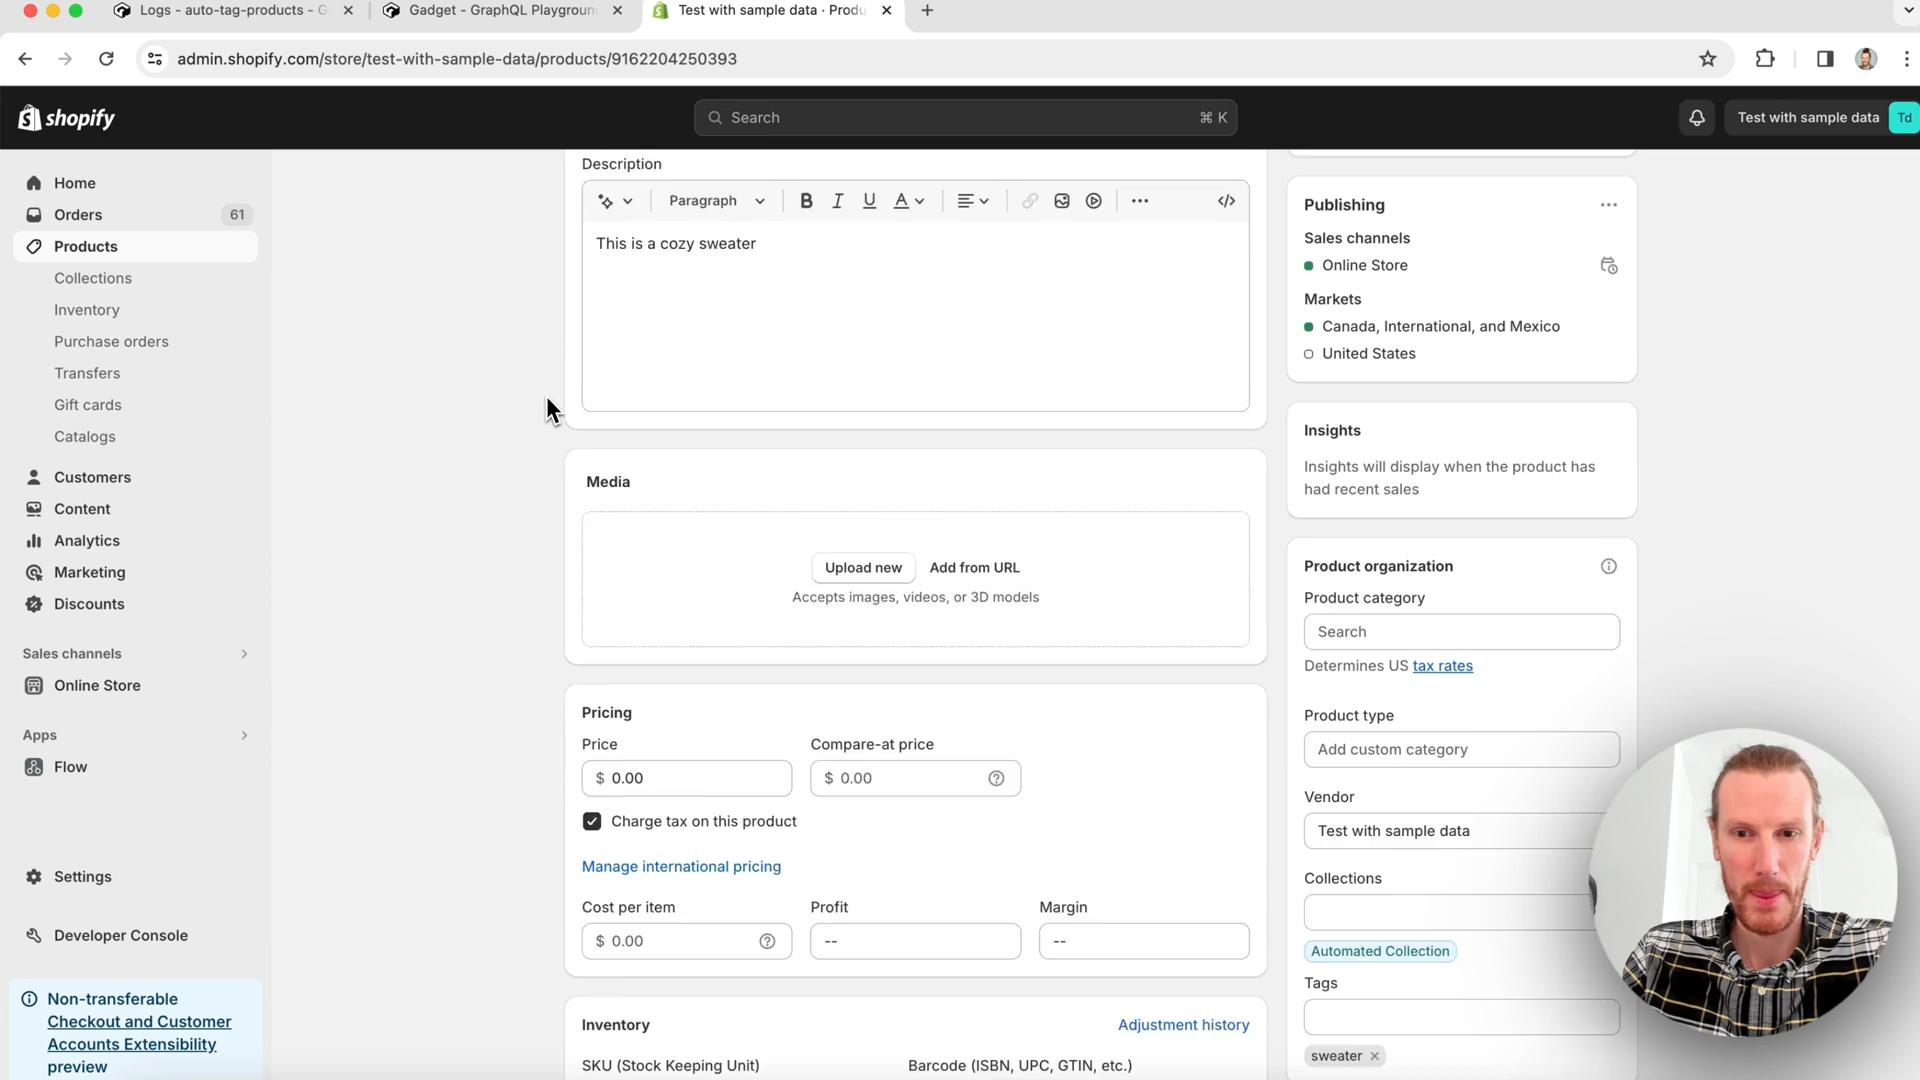 Logs - auto-tag-products - G
Gadget - GraphQL Playgroun
Test with sample data · Produ
admin.shopify.com/store/test-with-sample-data/products/9162204250393
shopify
Search
⌘ K
Test with sample data
Td
Home
Orders
61
Products
Collections
Inventory
Purchase orders
Transfers
Gift cards
Catalogs
Customers
Content
Analytics
Marketing
Discounts
Sales channels
Online Store
Apps
Flow
Settings
Developer Console
Non-transferable
Checkout and Customer
Accounts Extensibility
preview
Description
Paragraph
B I U A
This is a cozy sweater
Media
Upload new
Add from URL
Accepts images, videos, or 3D models
Pricing
Price
Compare-at price
$ 0.00
$ 0.00
Charge tax on this product
Manage international pricing
Cost per item
Profit
Margin
$ 0.00
--
--
Inventory
Adjustment history
SKU (Stock Keeping Unit)
Barcode (ISBN, UPC, GTIN, etc.)
Publishing
Sales channels
Online Store
Markets
Canada, International, and Mexico
United States
Insights
Insights will display when the product has
had recent sales
Product organization
Product category
Search
Determines US tax rates
Product type
Add custom category
Vendor
Test with sample data
Collections
Automated Collection
Tags
sweater